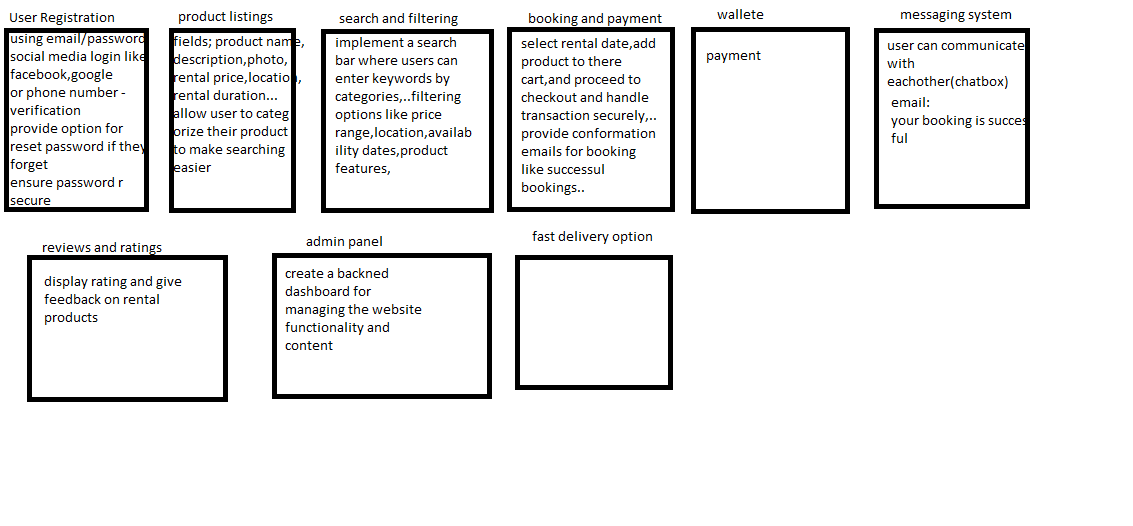 User Registration
using email/password
social media login like
facebook,google
or phone number -
verification
provide option for
reset password if they
forget
ensure password r
secure
product listings
fields; product name,
description,photo,
rental price,location,
rental duration...
allow user to categ
orize their product
to make searching
easier
search and filtering
implement a search
bar where users can
enter keywords by
categories,..filtering
options like price
range,location,availab
ility dates,product
features,
booking and payment
select rental date,add
product to there
cart,and proceed to
checkout and handle
transaction securely,..
provide conformation
emails for booking
like successul
bookings..
wallete
payment
messaging system
user can communicate
with
eachother(chatbox)
email:
your booking is succes
ful
reviews and ratings
display rating and give
feedback on rental
products
admin panel
create a backned
dashboard for
managing the website
functionality and
content
fast delivery option